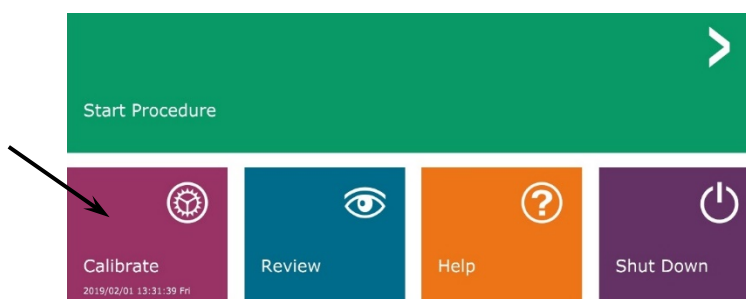 Start Procedure
Calibrate
2019/02/01 13:31:39 Fri
Review
Help
Shut Down